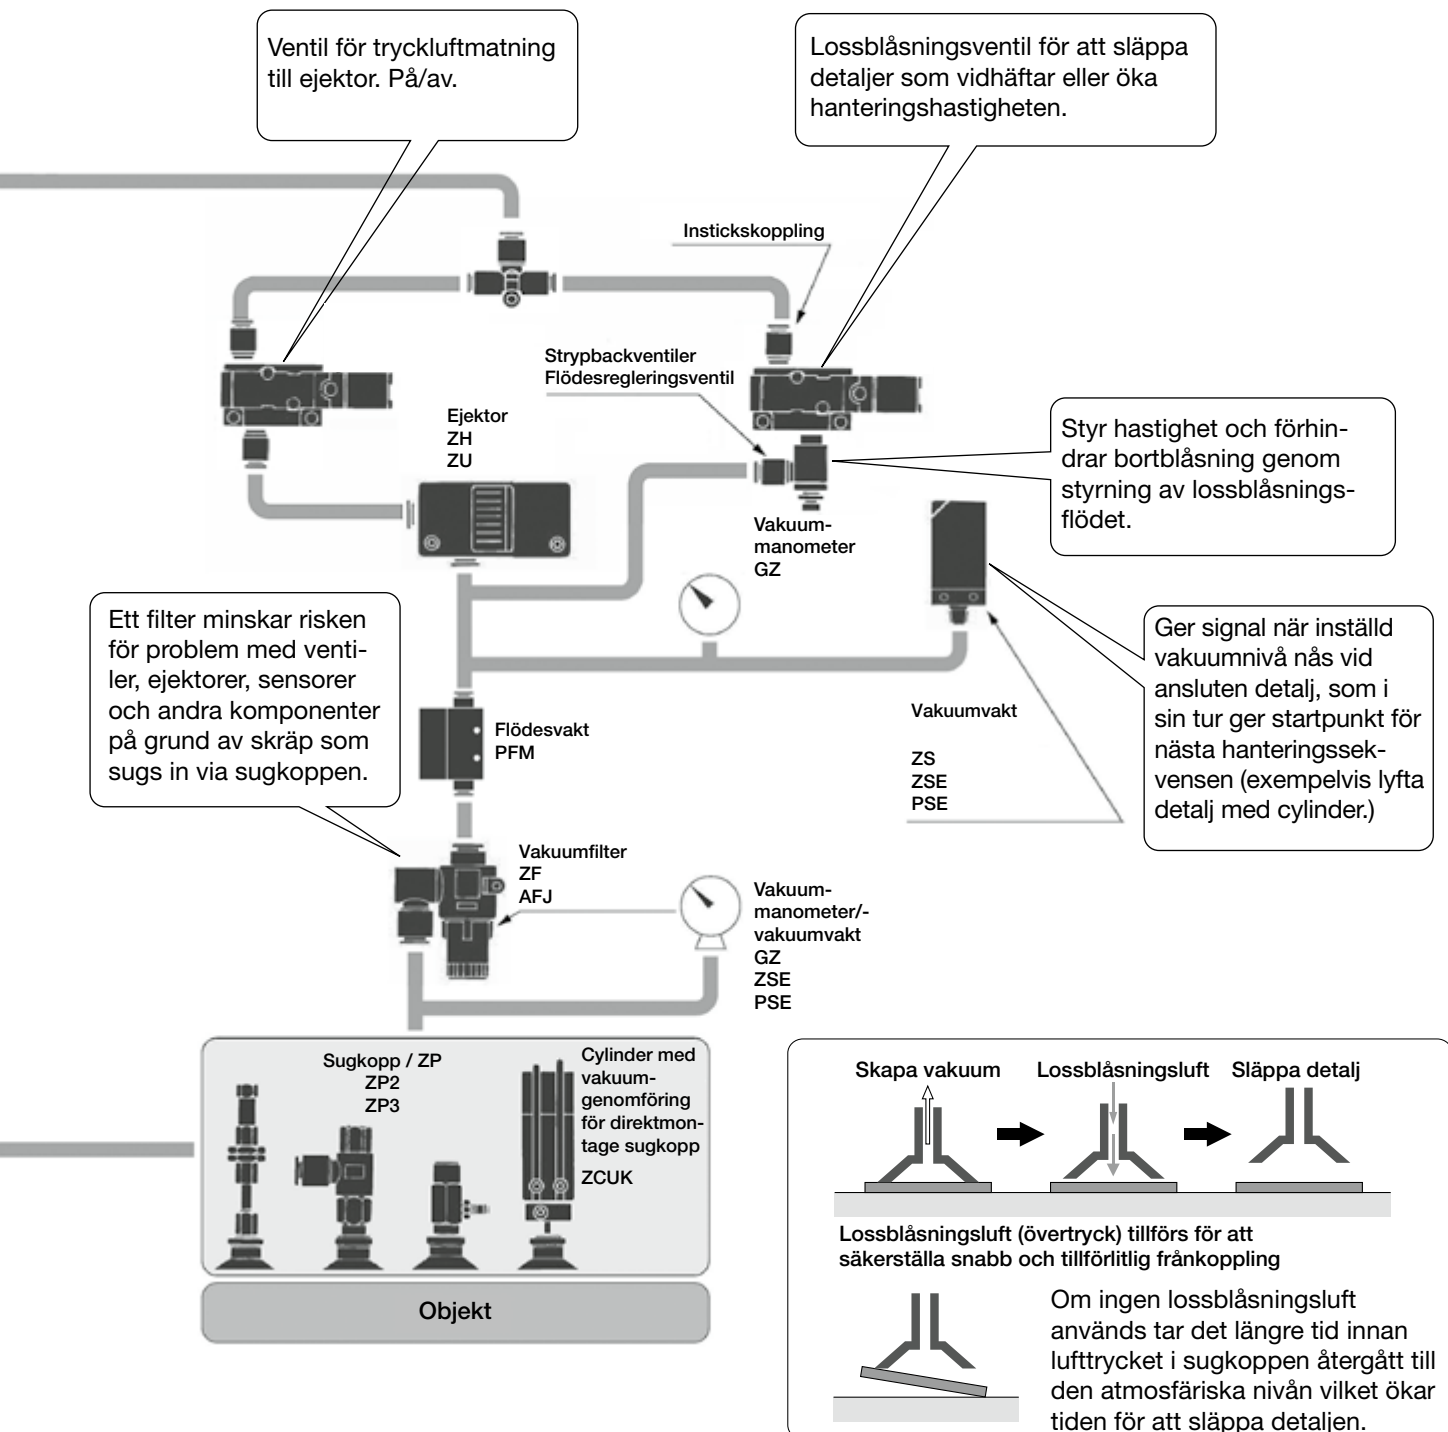 Ventil för tryckluftmatning
till ejektor. På/av.
Lossblåsningsventil för att släppa
detaljer som vidhäftar eller öka
hanteringshastigheten.
Instickskoppling
Strypbackventiler
Flödesregleringsventil
Ejektor
ZH
ZU
Styr hastighet och förhin-
drar bortblåsning genom
styrning av lossblåsnings-
flödet.
Vakuum-
manometer
GZ
Ett filter minskar risken
för problem med venti-
ler, ejektorer, sensorer
och andra komponenter
på grund av skräp som
sugs in via sugkoppen.
Ger signal när inställd
vakuumnivå nås vid
ansluten detalj, som i
sin tur ger startpunkt för
nästa hanteringssek-
vensen (exempelvis lyfta
detalj med cylinder.)
Flödesvakt
PFM
Vakuumvakt
ZS
ZSE
PSE
Vakuumfilter
ZF
AFJ
Vakuum-
manometer/-
vakuumvakt
GZ
ZSE
PSE
Sugkopp / ZP
ZP2
ZP3
Cylinder med
vakuum-
genomföring
för direktmon-
tage sugkopp
ZCUK
Objekt
Skapa vakuum
Lossblåsningsluft
Släppa detalj
Lossblåsningsluft (övertryck) tillförs för att
säkerställa snabb och tillförlitlig frånkoppling
Om ingen lossblåsningsluft
används tar det längre tid innan
lufttrycket i sugkoppen återgått till
den atmosfäriska nivån vilket ökar
tiden för att släppa detaljen.